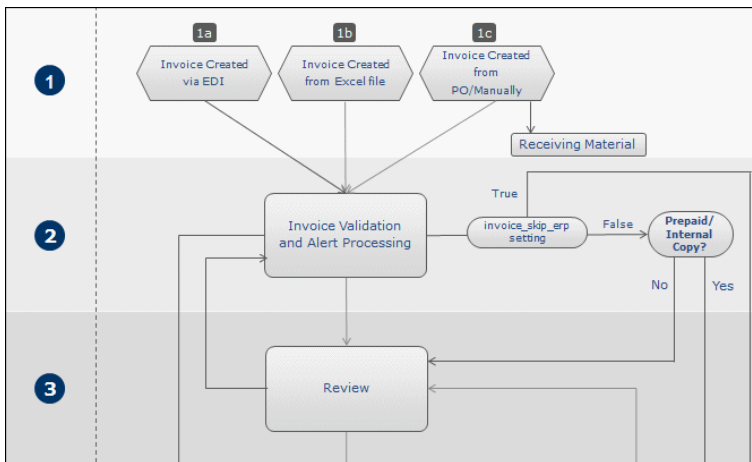 1a
1b
1c
1
Invoice Created
via EDI
Invoice Created
from Excel file
Invoice Created
from
PO/Manually
Receiving Material
2
Invoice Validation
and Alert Processing
True
invoice_skip_erp
setting
False
Prepaid/
Internal
Copy?
No
Yes
3
Review